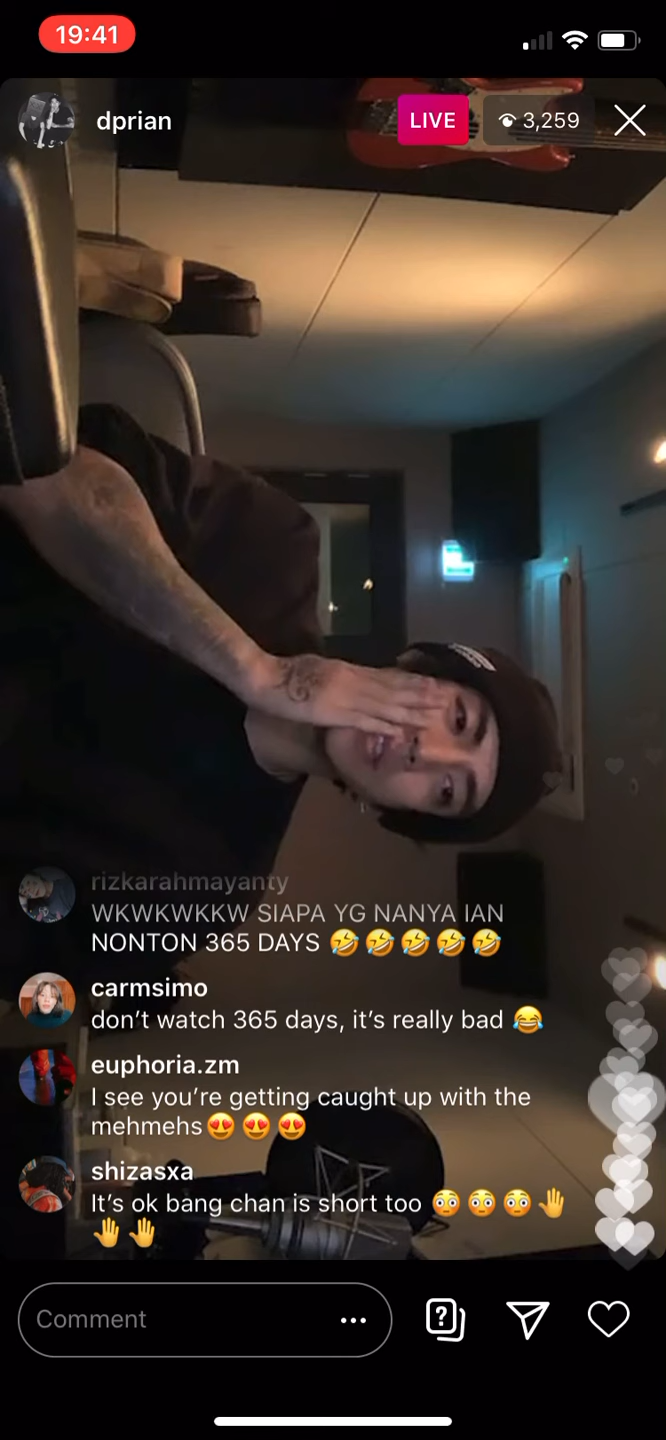 19:41
dprian
LIVE
3,259
rizkarahmayanty
WKWKWKKW SIAPA YG NANYA IAN
NONTON 365 DAYS 🤣🤣🤣🤣🤣
carmsimo
don’t watch 365 days, it’s really bad 😂
euphoria.zm
I see you’re getting caught up with the
mehmehs😍😍😍
shizasxa
It’s ok bang chan is short too 😳😳😳🤚
🤚🤚
Comment